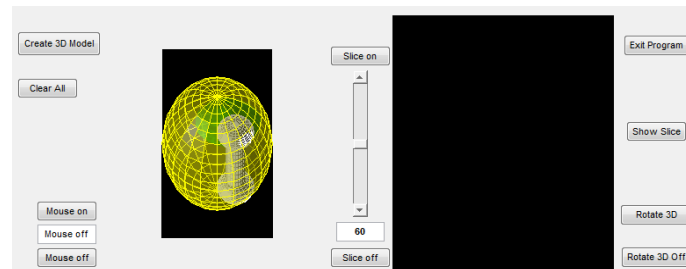 Create 3D Model
Clear All
Mouse on
Mouse off
Mouse off
Slice on
60
Slice off
Exit Program
Show Slice
Rotate 3D
Rotate 3D Off